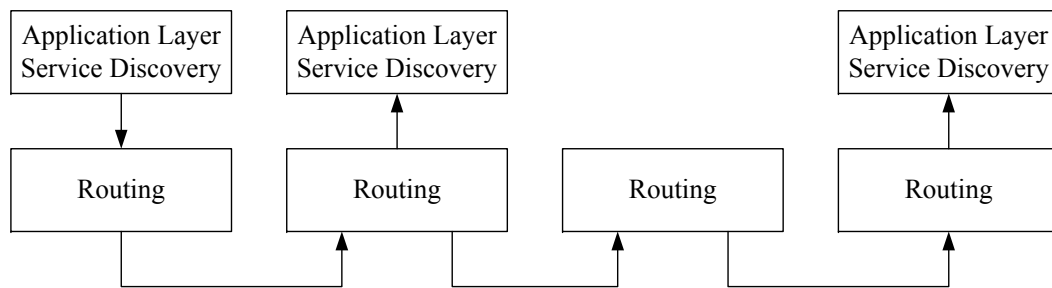 Application Layer
Service Discovery
Application Layer
Service Discovery
Application Layer
Service Discovery
Routing
Routing
Routing
Routing